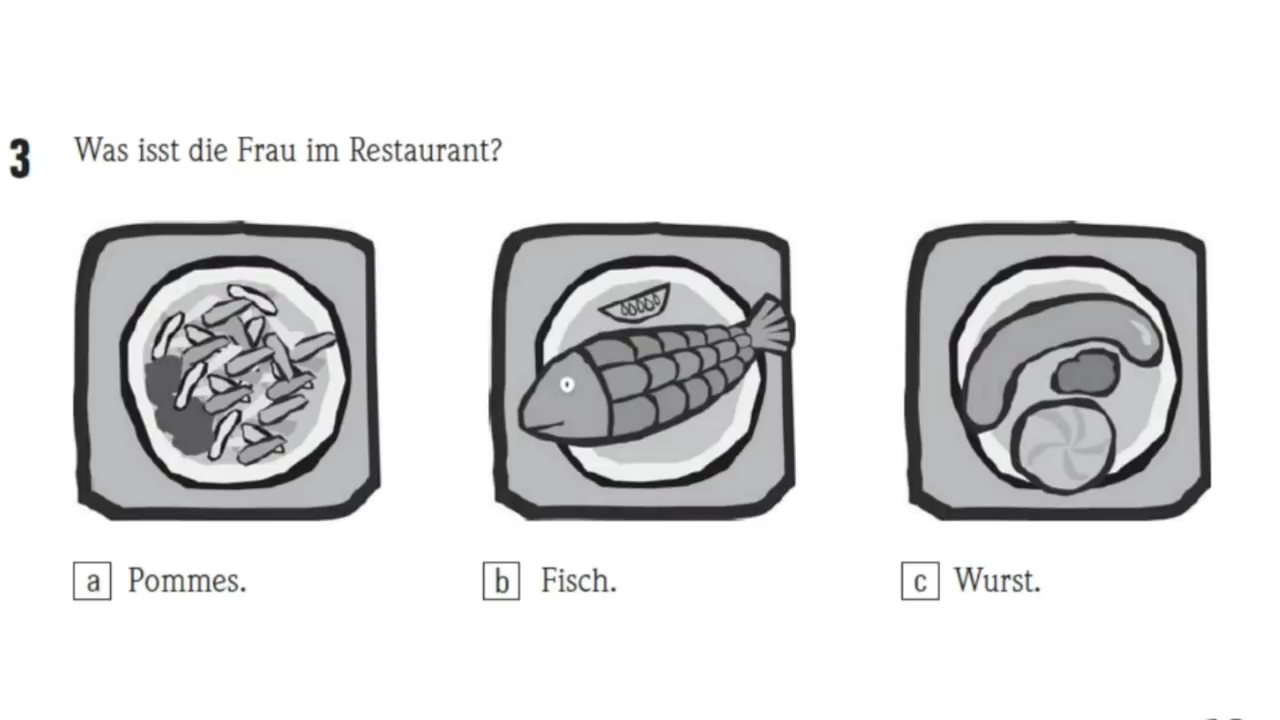 3 Was isst die Frau im Restaurant?
a Pommes. b Fisch. c Wurst.